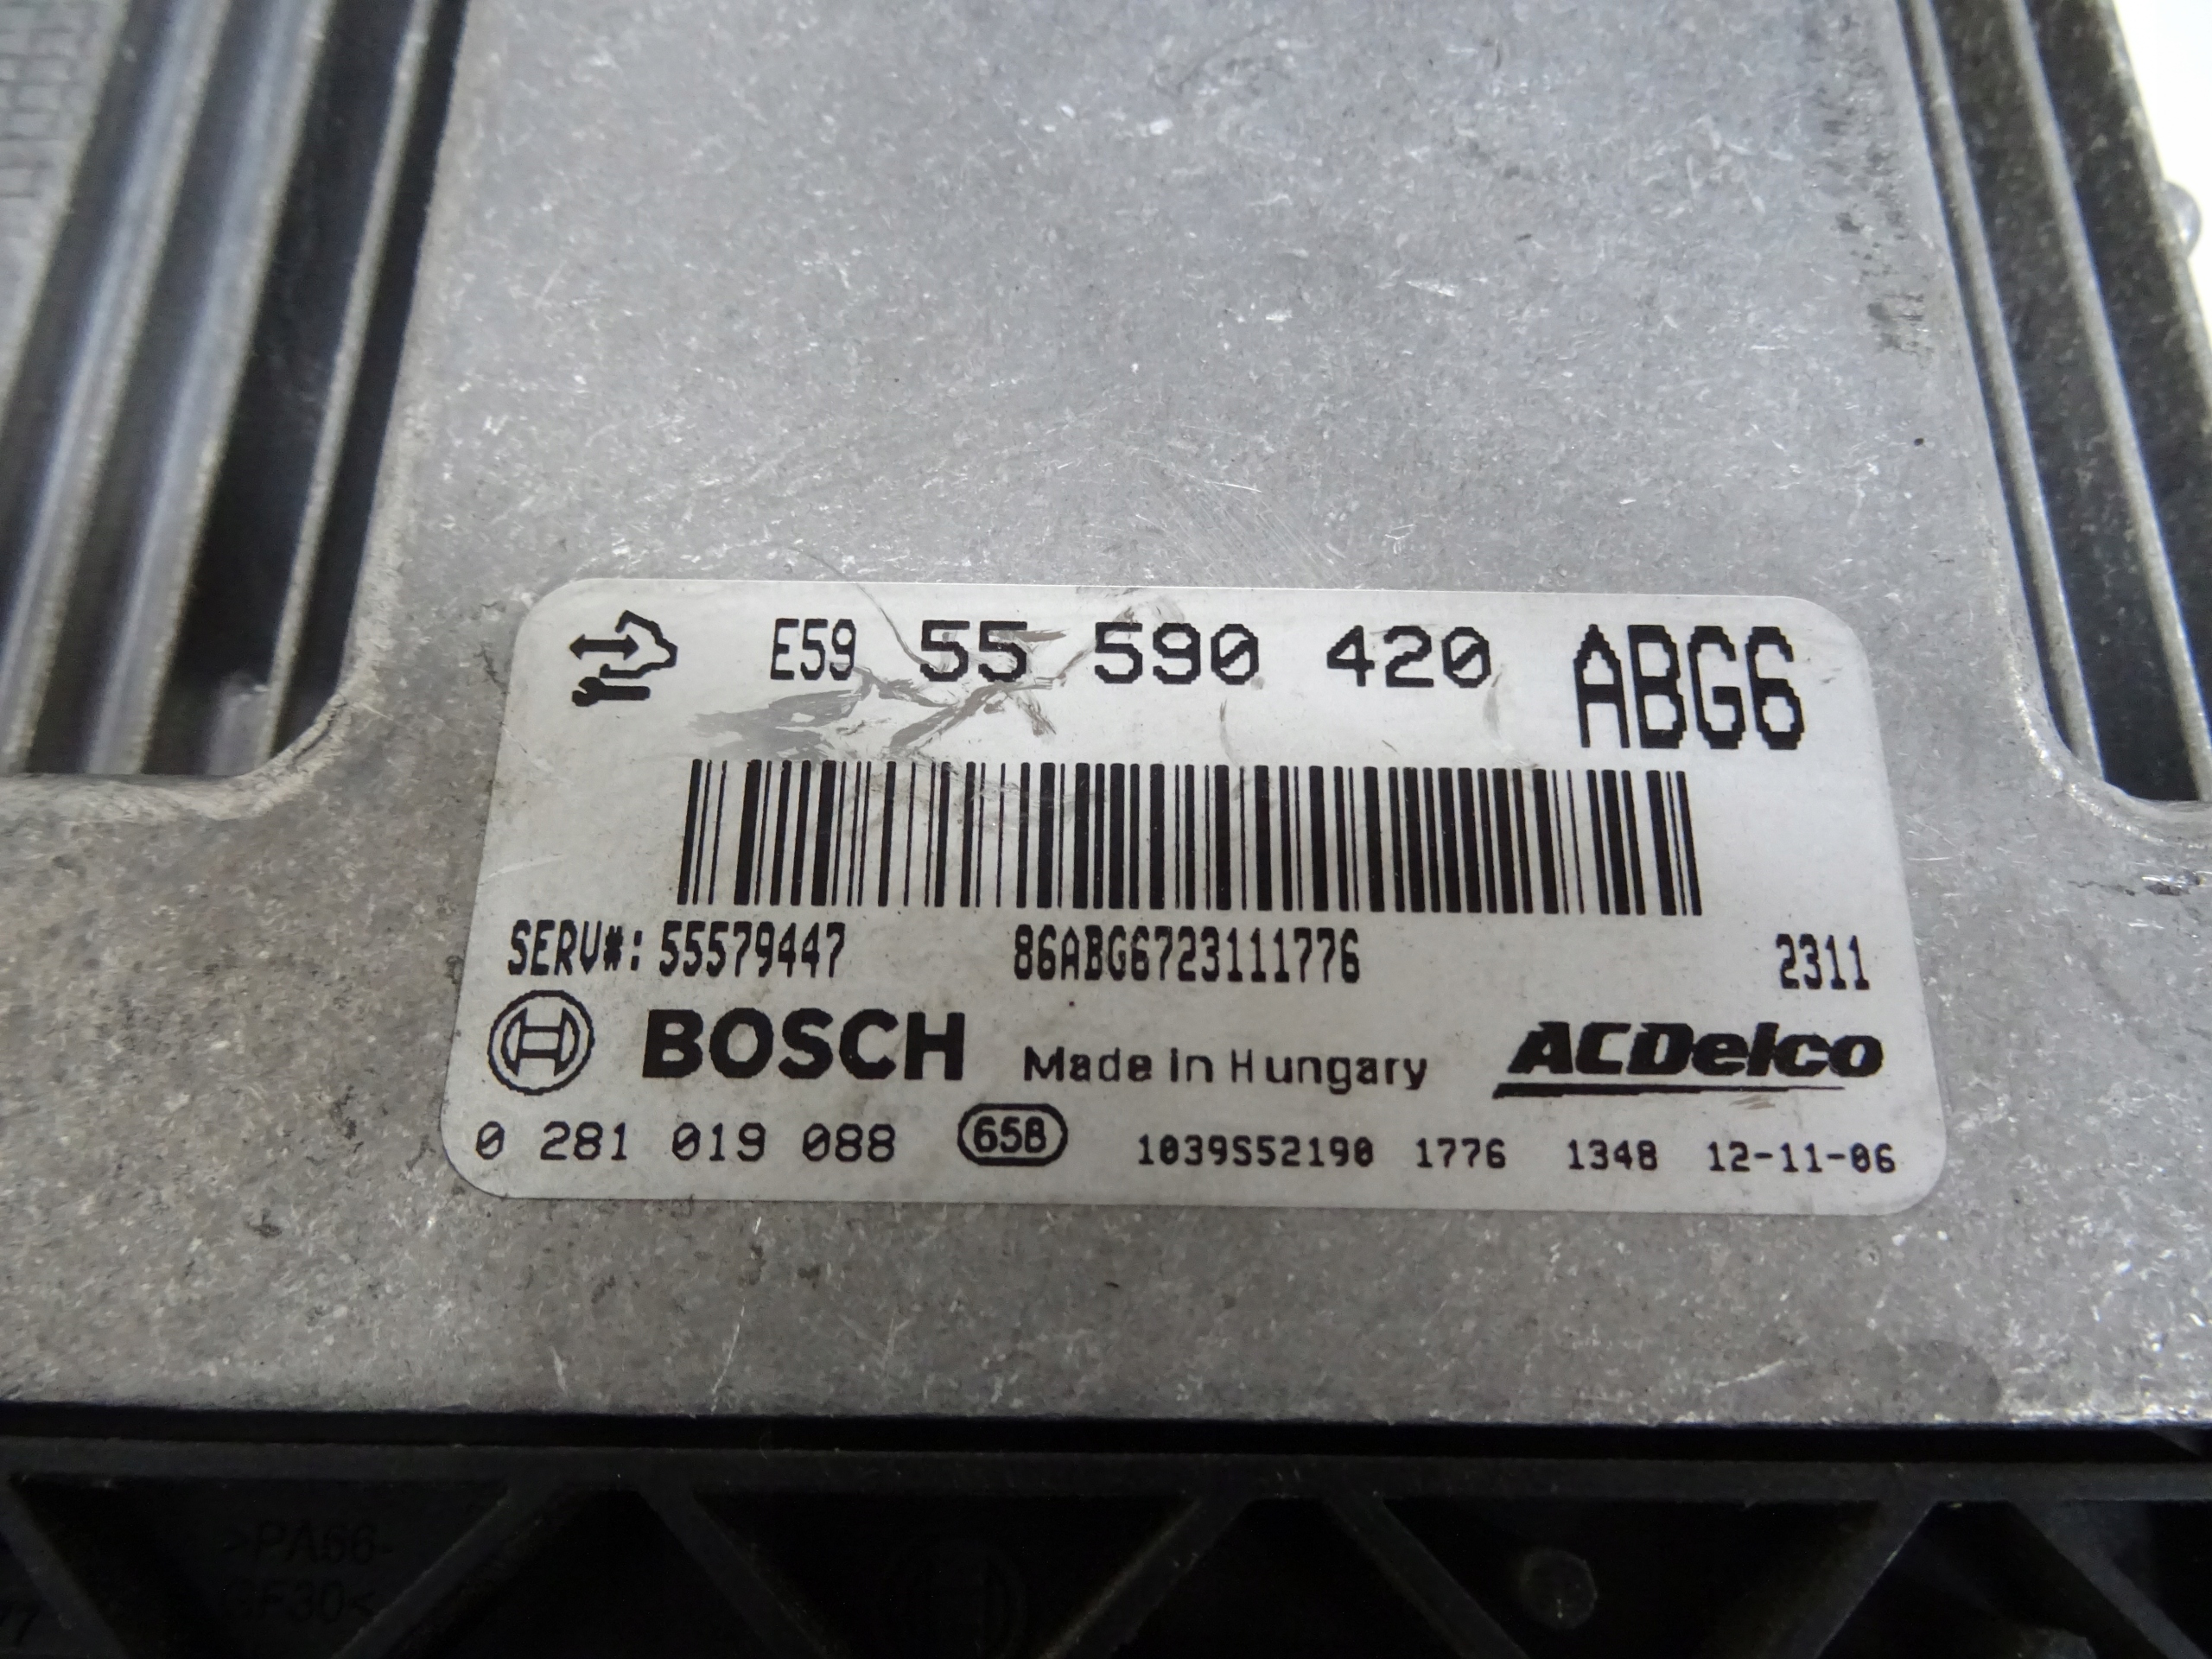 E59 55 590 420 ABG6
SERV#: 55579447 86ABG6723111776 2311
BOSCH Made in Hungary ACDelco
0 281 019 088 65B 1039S52190 1776 1348 12-11-06
>PA66-
GF30<